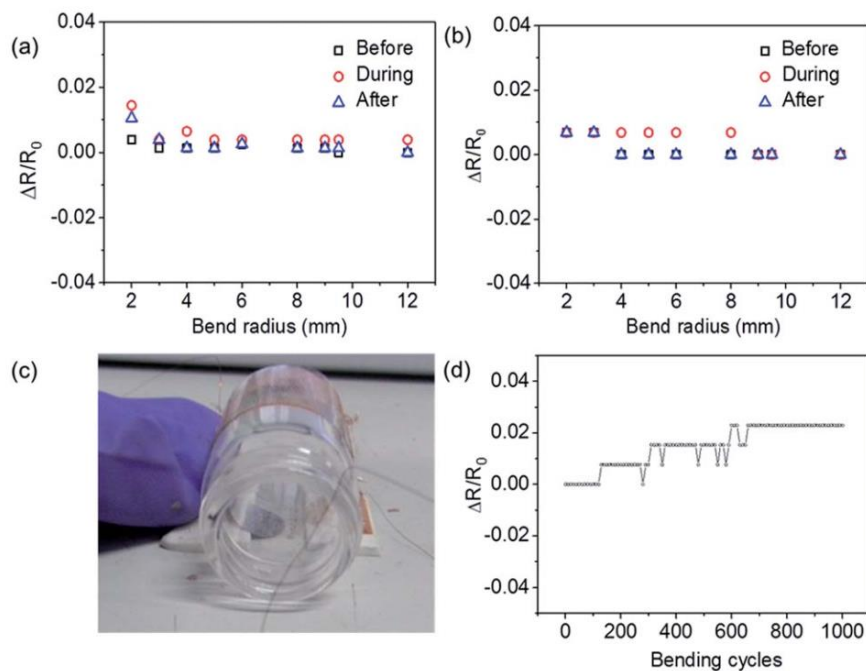 (a)
0.04
0.02
0.00
-0.02
-0.04
ΔR/R0
Before
During
After
2 4 6 8 10 12
Bend radius (mm)
(b)
0.04
0.02
0.00
-0.02
-0.04
ΔR/R0
Before
During
After
2 4 6 8 10 12
Bend radius (mm)
(c)
(d)
0.04
0.02
0.00
-0.02
-0.04
ΔR/R0
0 200 400 600 800 1000
Bending cycles